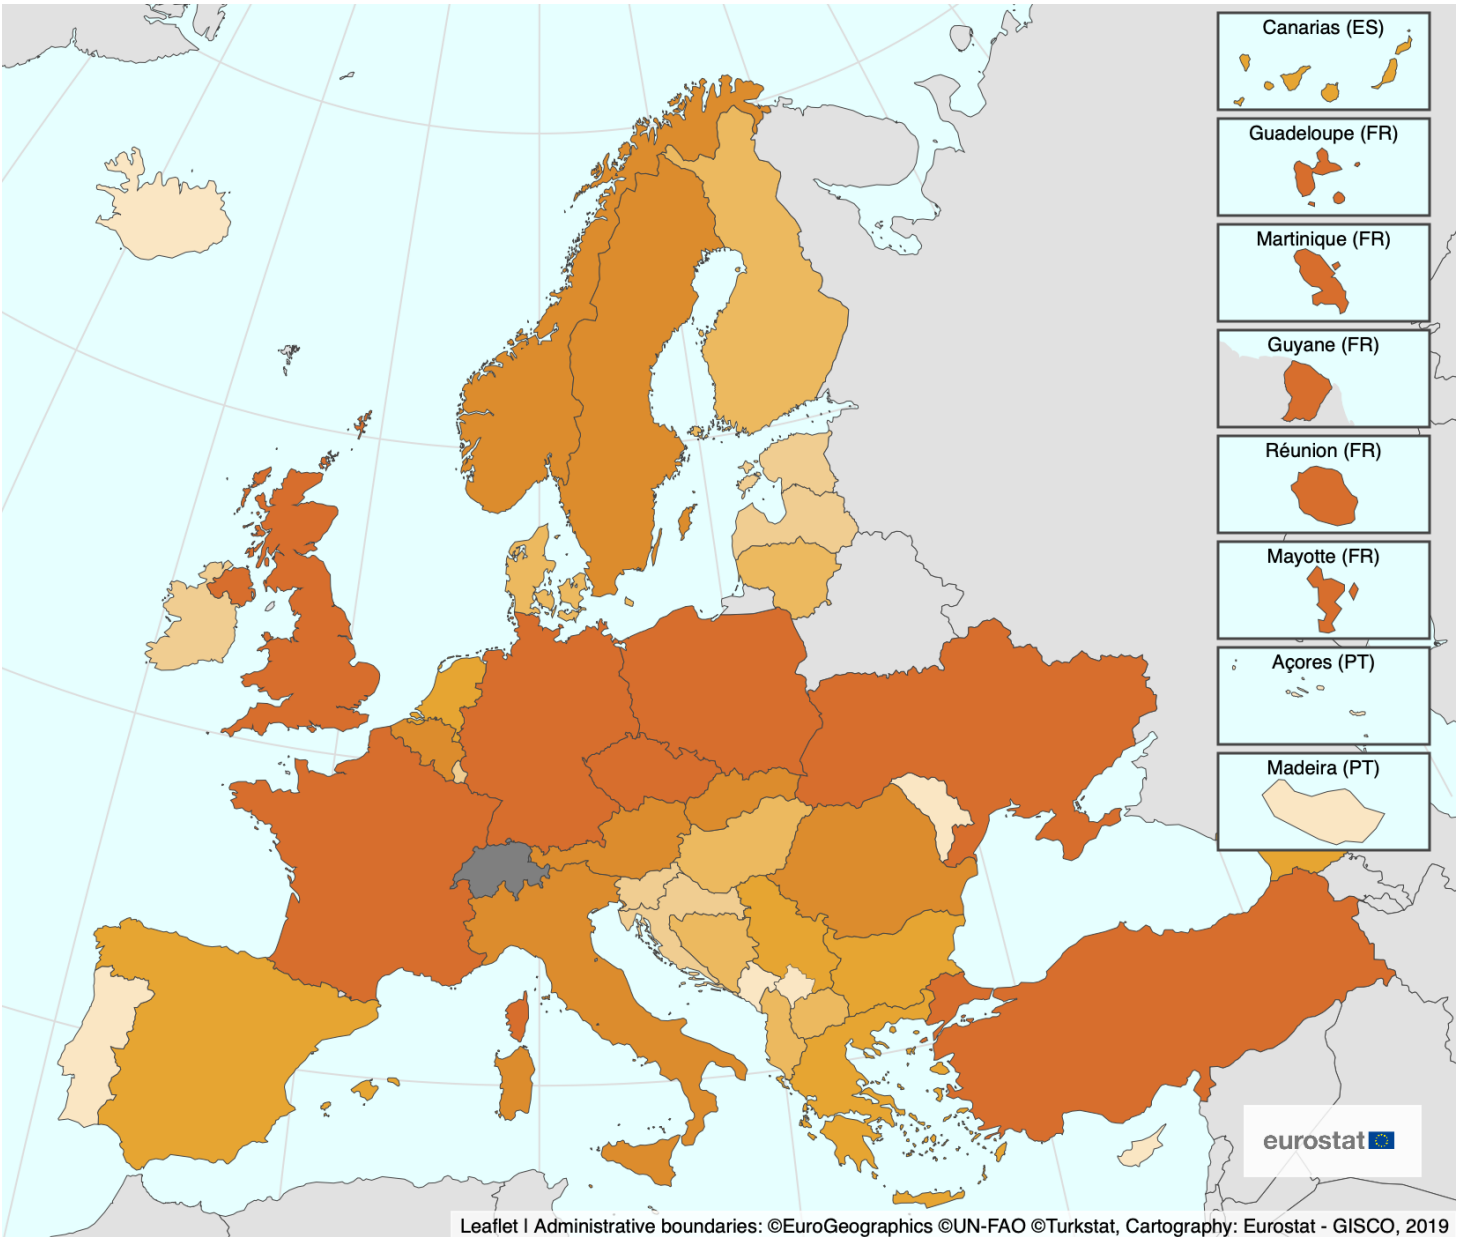 Canarias (ES)
Guadeloupe (FR)
Martinique (FR)
Guyane (FR)
Réunion (FR)
Mayotte (FR)
Açores (PT)
Madeira (PT)
eurostat
Leaflet | Administrative boundaries: ©EuroGeographics ©UN-FAO ©Turkstat, Cartography: Eurostat - GISCO, 2019